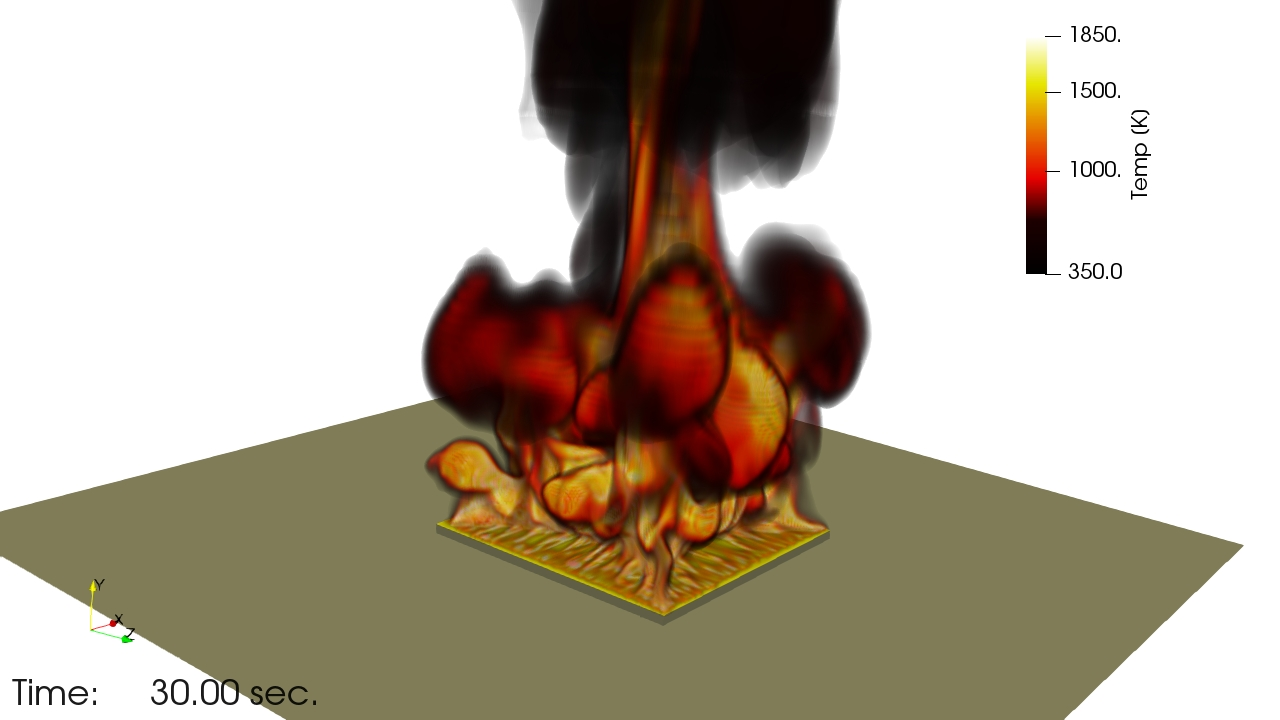 1850.
1500.
1000.
350.0
Temp (K)
Y
X
Z
Time: 30.00 sec.